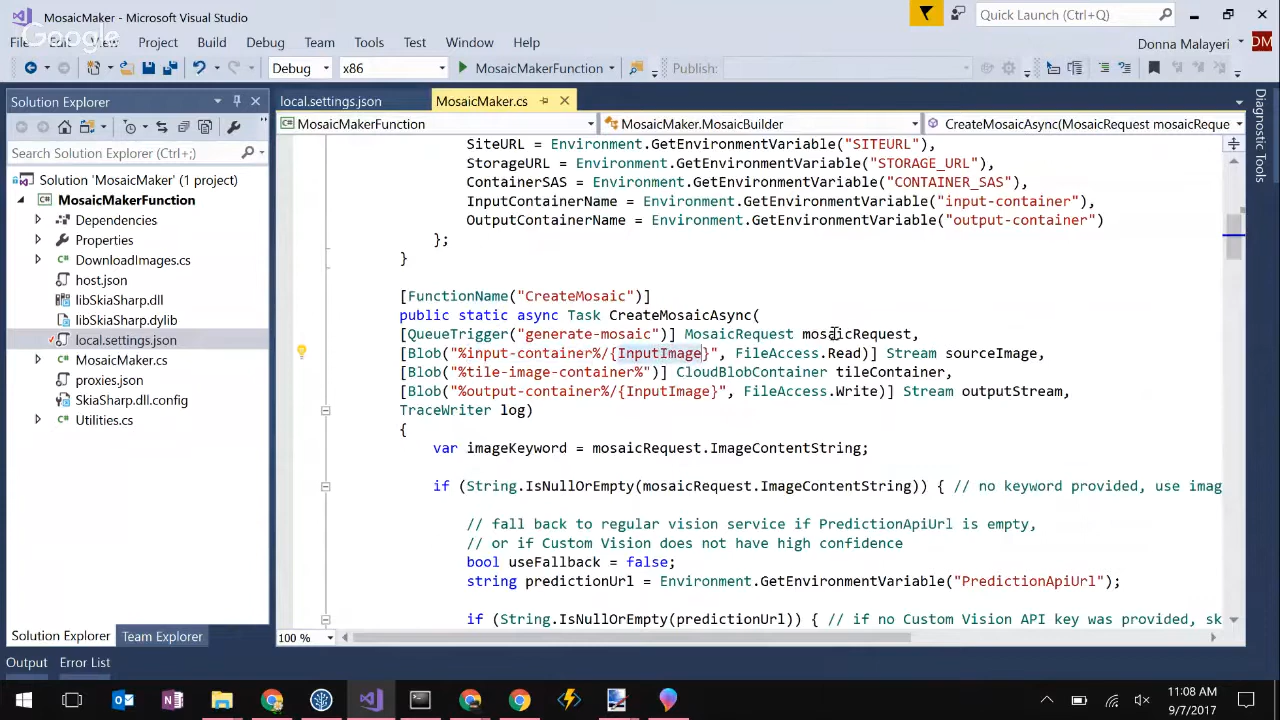 MosaicMaker - Microsoft Visual Studio
Quick Launch (Ctrl+Q)
File Edit View Project Build Debug Team Tools Test Window Help
Google
Donna Malayeri
DM
Debug
x86
MosaicMakerFunction
Publish:
Solution Explorer
Search Solution Explorer (Ctrl+;)
Solution 'MosaicMaker' (1 project)
MosaicMakerFunction
Dependencies
Properties
DownloadImages.cs
host.json
libSkiaSharp.dll
libSkiaSharp.dylib
local.settings.json
MosaicMaker.cs
proxies.json
SkiaSharp.dll.config
Utilities.cs
Solution Explorer
Team Explorer
local.settings.json
MosaicMaker.cs
MosaicMakerFunction
MosaicMaker.MosaicBuilder
CreateMosaicAsync(MosaicRequest mosaicReque
SiteURL = Environment.GetEnvironmentVariable("SITEURL"),
StorageURL = Environment.GetEnvironmentVariable("STORAGE_URL"),
ContainerSAS = Environment.GetEnvironmentVariable("CONTAINER_SAS"),
InputContainerName = Environment.GetEnvironmentVariable("input-container"),
OutputContainerName = Environment.GetEnvironmentVariable("output-container")
};
}
[FunctionName("CreateMosaic")]
public static async Task CreateMosaicAsync(
[QueueTrigger("generate-mosaic")] MosaicRequest mosaicRequest,
[Blob("%input-container%/{InputImage}", FileAccess.Read)] Stream sourceImage,
[Blob("%tile-image-container%")] CloudBlobContainer tileContainer,
[Blob("%output-container%/{InputImage}", FileAccess.Write)] Stream outputStream,
TraceWriter log)
{
var imageKeyword = mosaicRequest.ImageContentString;
if (String.IsNullOrEmpty(mosaicRequest.ImageContentString)) { // no keyword provided, use imag
// fall back to regular vision service if PredictionApiUrl is empty,
// or if Custom Vision does not have high confidence
bool useFallback = false;
string predictionUrl = Environment.GetEnvironmentVariable("PredictionApiUrl");
if (String.IsNullOrEmpty(predictionUrl)) { // if no Custom Vision API key was provided, sk
100 %
Diagnostic Tools
Output
Error List
11:08 AM
9/7/2017